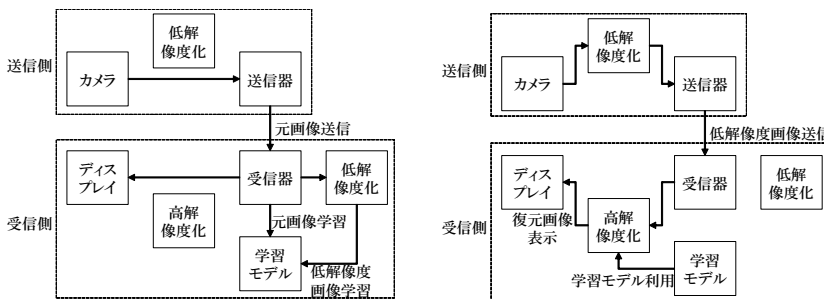 低解
像度化
送信側
カメラ
送信器
元画像送信
ディス
プレイ
受信器
低解
像度化
受信側
高解
像度化
元画像学習
学習
モデル
低解像度
画像学習
低解
像度化
送信側
カメラ
送信器
低解像度画像送信
ディス
プレイ
受信器
低解
像度化
復元画像
表示
高解
像度化
受信側
学習モデル利用
学習
モデル